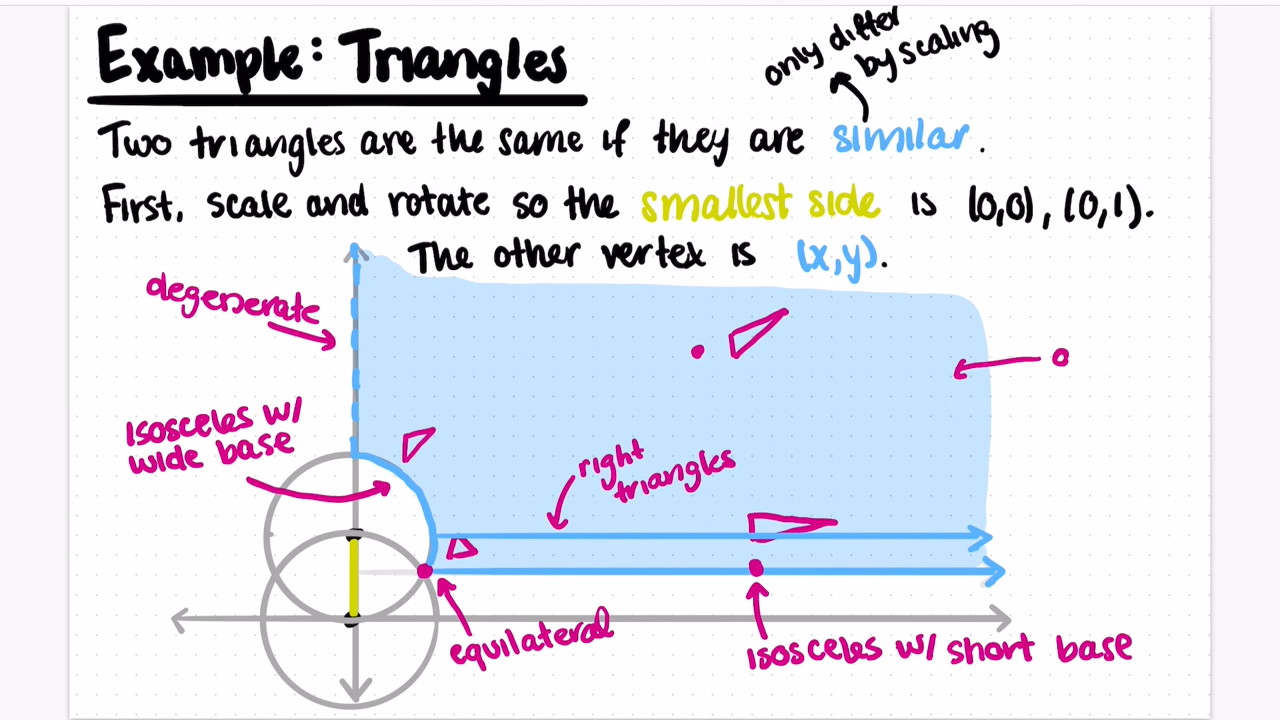 Example: Triangles
only differ
by scaling
Two triangles are the same if they are similar.
First, scale and rotate so the smallest side is (0,0), (0,1).
The other vertex is (x,y).
degenerate
isosceles w/
wide base
right
triangles
equilateral
isosceles w/ short base